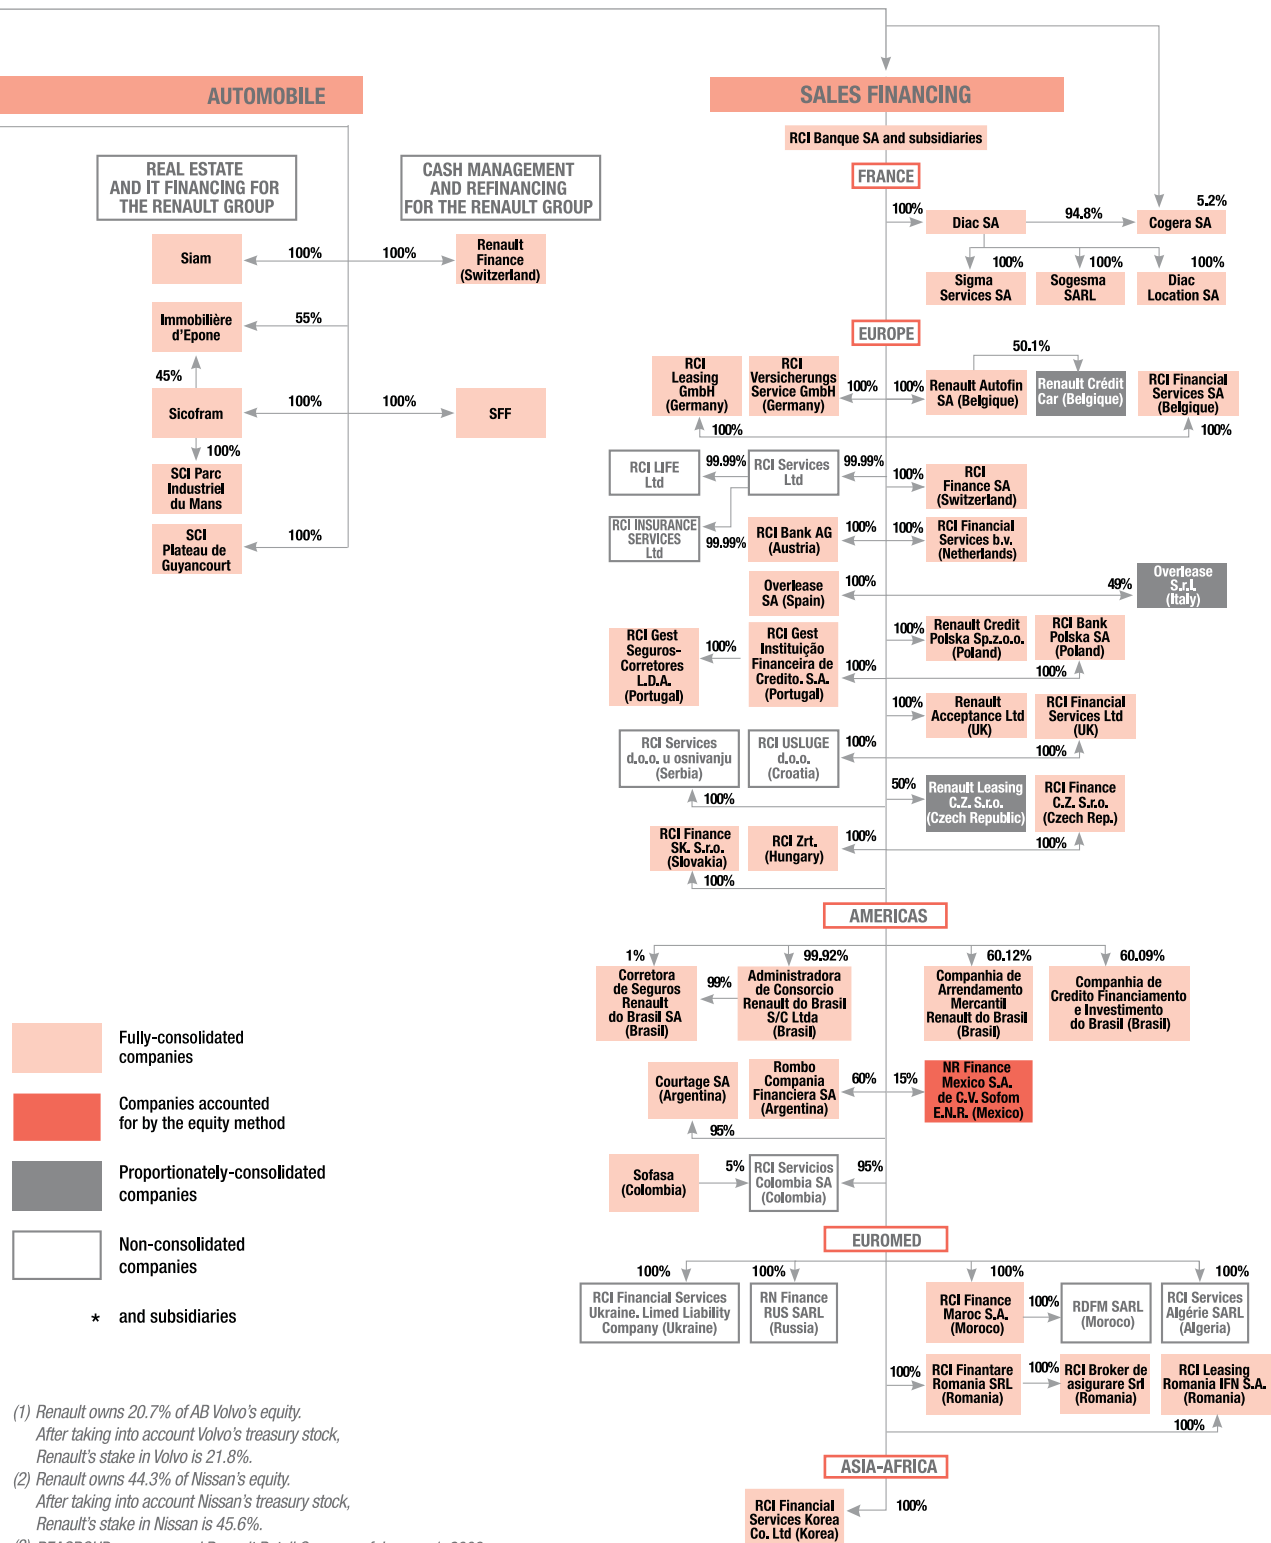 AUTOMOBILE
REAL ESTATE
AND IT FINANCING FOR
THE RENAULT GROUP
CASH MANAGEMENT
AND REFINANCING
FOR THE RENAULT GROUP
Siam
100%
100%
Renault
Finance
(Switzerland)
Immobilière
d'Epone
55%
45%
Sicofram
100%
100%
SFF
100%
SCI Parc
Industriel
du Mans
SCI
Plateau de
Guyancourt
100%
SALES FINANCING
RCI Banque SA and subsidiaries
FRANCE
100%
Diac SA
94.8%
5.2%
Cogera SA
100%
100%
100%
Sigma
Services SA
Sogesma
SARL
Diac
Location SA
EUROPE
50.1%
RCI
Leasing
GmbH
(Germany)
RCI
Versicherungs
Service GmbH
(Germany)
100%
100%
Renault Autofin
SA (Belgique)
Renault Crédit
Car (Belgique)
RCI Financial
Services SA
(Belgique)
100%
100%
RCI LIFE
Ltd
99.99%
RCI Services
Ltd
99.99%
100%
RCI
Finance SA
(Switzerland)
RCI INSURANCE
SERVICES
Ltd
99.99%
RCI Bank AG
(Austria)
100%
100%
RCI Financial
Services b.v.
(Netherlands)
Overlease
SA (Spain)
100%
49%
Overlease
S.r.l.
(Italy)
RCI Gest
Seguros-
Corretores
L.D.A.
(Portugal)
100%
RCI Gest
Instituição
Financeira de
Credito. S.A.
(Portugal)
100%
100%
Renault Credit
Polska Sp.z.o.o.
(Poland)
RCI Bank
Polska SA
(Poland)
100%
100%
Renault
Acceptance Ltd
(UK)
RCI Financial
Services Ltd
(UK)
100%
RCI Services
d.o.o. u osnivanju
(Serbia)
RCI USLUGE
d.o.o.
(Croatia)
100%
100%
50%
Renault Leasing
C.Z. S.r.o.
(Czech Republic)
RCI Finance
C.Z. S.r.o.
(Czech Rep.)
100%
RCI Finance
SK. S.r.o.
(Slovakia)
RCI Zrt.
(Hungary)
100%
100%
AMERICAS
1%
99.92%
60.12%
60.09%
Corretora
de Seguros
Renault
do Brasil SA
(Brasil)
99%
Administradora
de Consorcio
Renault do Brasil
S/C Ltda
(Brasil)
Companhia de
Arrendamento
Mercantil
Renault do Brasil
(Brasil)
Companhia de
Credito Financiamento
e Investimento
do Brasil (Brasil)
Courtage SA
(Argentina)
Rombo
Compania
Financiera SA
(Argentina)
60%
15%
NR Finance
Mexico S.A.
de C.V. Sofom
E.N.R. (Mexico)
95%
Sofasa
(Colombia)
5%
RCI Servicios
Colombia SA
(Colombia)
95%
EUROMED
100%
100%
100%
100%
RCI Financial Services
Ukraine. Limed Liability
Company (Ukraine)
RN Finance
RUS SARL
(Russia)
RCI Finance
Maroc S.A.
(Moroco)
100%
RDFM SARL
(Moroco)
RCI Services
Algérie SARL
(Algeria)
100%
RCI Finantare
Romania SRL
(Romania)
100%
RCI Broker de
asigurare Srl
(Romania)
RCI Leasing
Romania IFN S.A.
(Romania)
100%
ASIA-AFRICA
RCI Financial
Services Korea
Co. Ltd (Korea)
100%
Fully-consolidated
companies
Companies accounted
for by the equity method
Proportionately-consolidated
companies
Non-consolidated
companies
* and subsidiaries
(1) Renault owns 20.7% of AB Volvo's equity.
After taking into account Volvo's treasury stock,
Renault's stake in Volvo is 21.8%.
(2) Renault owns 44.3% of Nissan's equity.
After taking into account Nissan's treasury stock,
Renault's stake in Nissan is 45.6%.